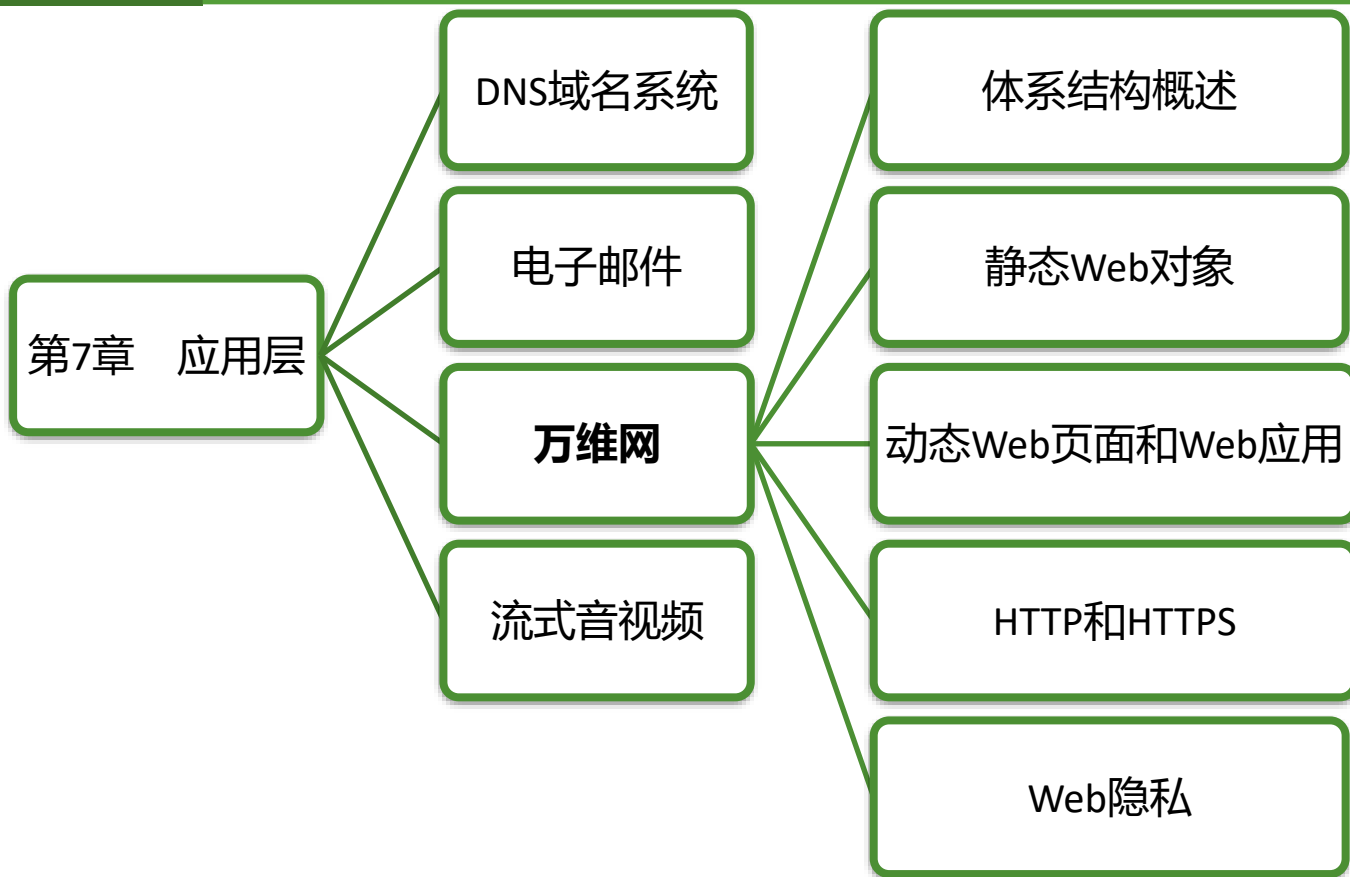 第7章　应用层
DNS域名系统
电子邮件
万维网
流式音视频
体系结构概述
静态Web对象
动态Web页面和Web应用
HTTP和HTTPS
Web隐私